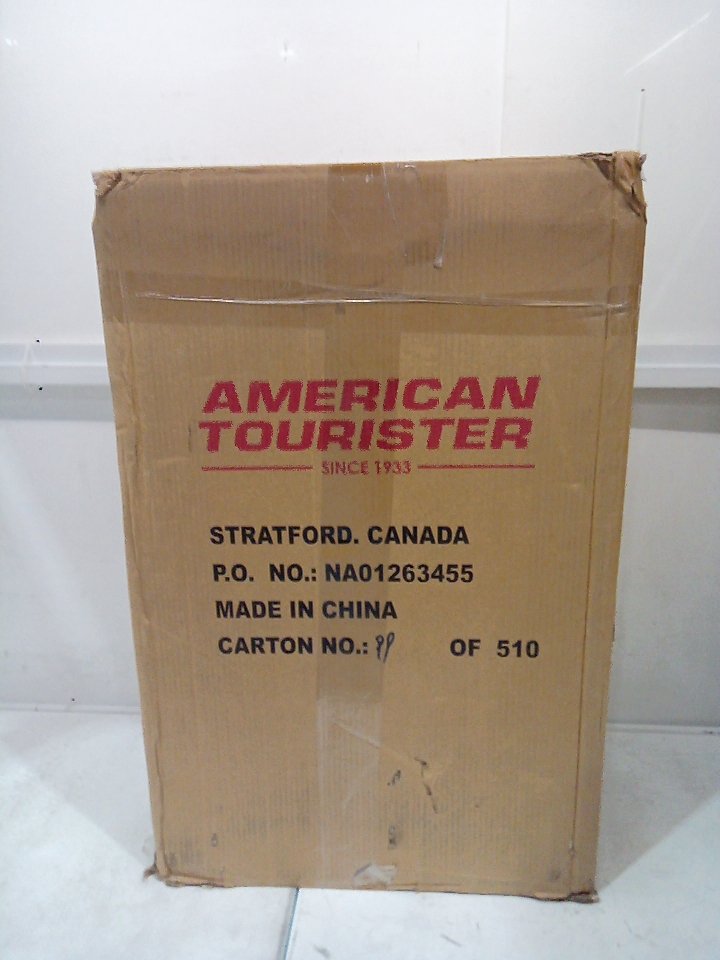 AMERICAN
TOURISTER
SINCE 1933
STRATFORD. CANADA
P.O. NO.: NA01263455
MADE IN CHINA
CARTON NO.: OF 510